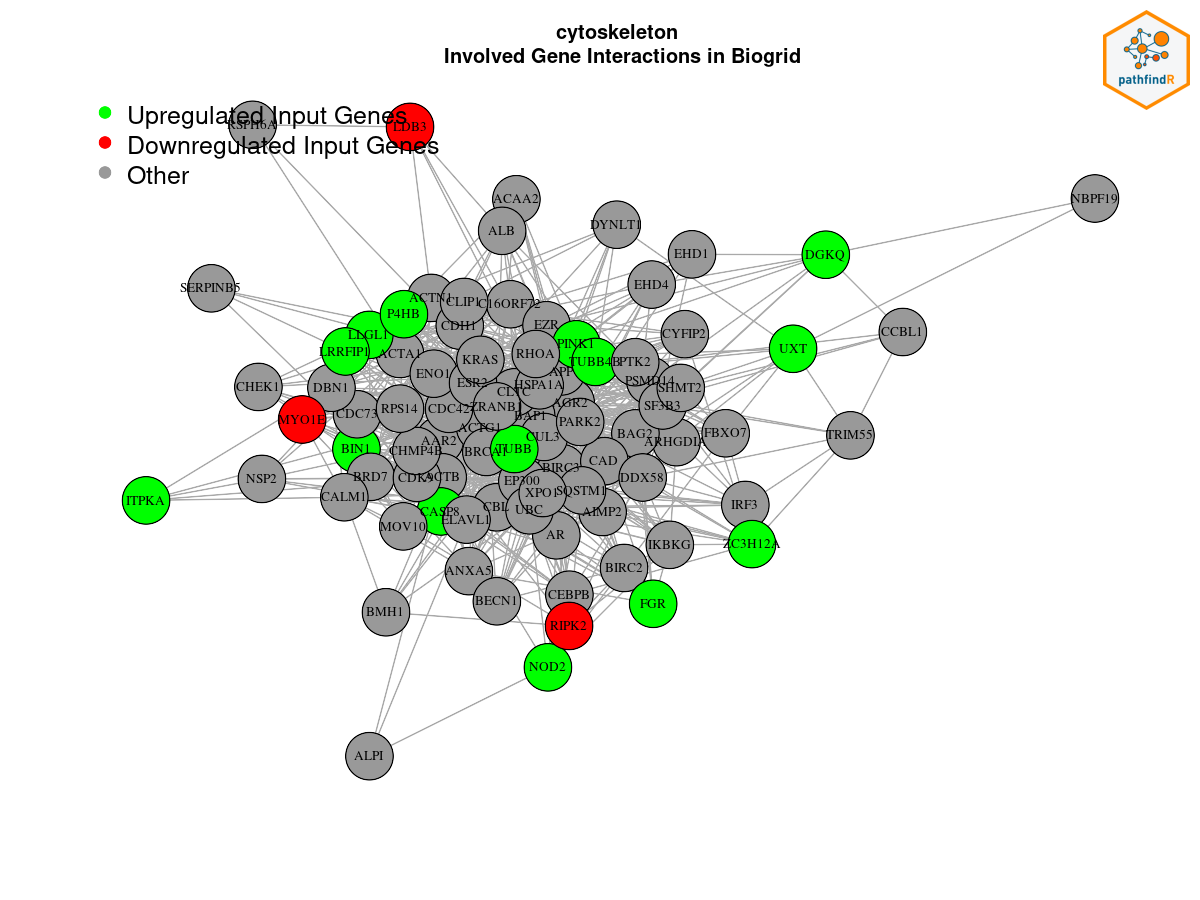 cytoskeleton
Involved Gene Interactions in Biogrid
pathfindR
Upregulated Input Genes
Downregulated Input Genes
Other
RSPH6A
LDB3
ACAA2
ALB
DYNLT1
NBPF19
EHD1
DGKQ
EHD4
SERPINB5
ACTN1
CLIP1
C16ORF72
P4HB
CDH1
EZR
LLGL1
LRRFIP1
ACTA1
KRAS
RHOA
PINK1
TUBB4B
PTK2
CYFIP2
UXT
CCBL1
CHEK1
DBN1
ENO1
ESR2
CLTC
HSPA1A
APP
PSMD14
SHMT2
MYO1E
CDC73
RPS14
CDC42
ZRANB1
BAP1
AGR2
PARK2
SF3B3
BIN1
AAR2
ACTG1
CUL3
BAG2
ARHGDIA
FBXO7
TRIM55
CHMP4B
BRCA1
TUBB
BIRC3
CAD
ITPKA
NSP2
BRD7
CALM1
CDK9
ACTB
EP300
XPO1
SQSTM1
DDX58
IRF3
MOV10
CASP8
ELAVL1
CBL
UBC
AR
AIMP2
IKBKG
ZC3H12A
ANXA5
BECN1
CEBPB
BIRC2
FGR
BMH1
RIPK2
NOD2
ALPI